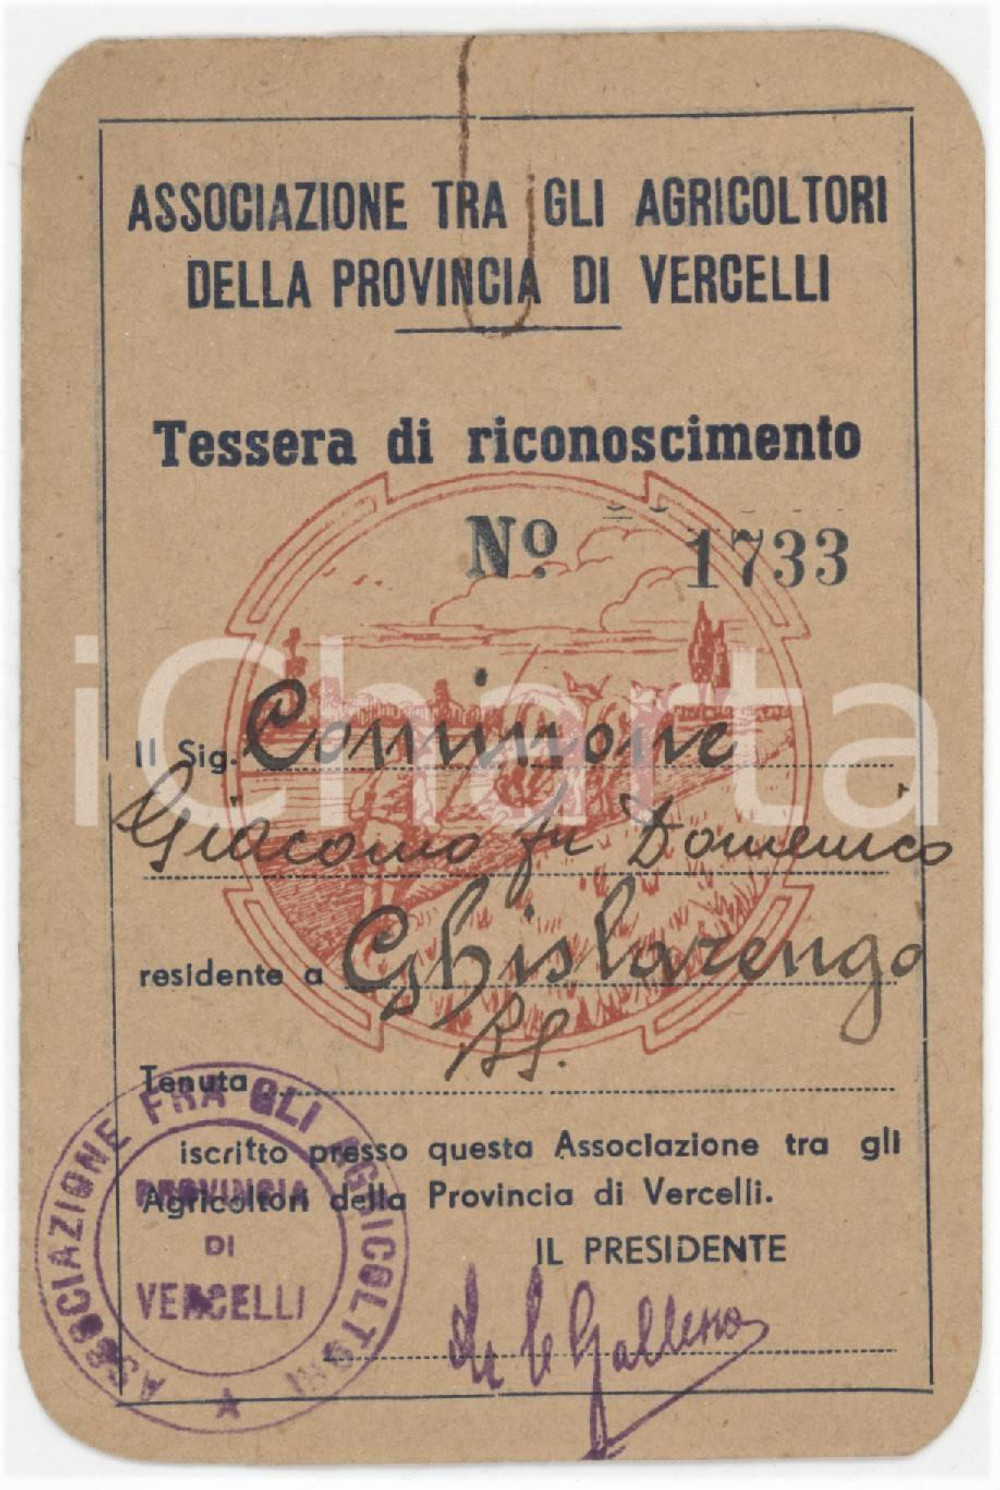 ASSOCIAZIONE TRA GLI AGRICOLTORI
DELLA PROVINCIA DI VERCELLI
Tessera di riconoscimento
Nº 1733
Il Sig. Commone
Giacomo fu Domenico
residente a Ghislarengo
Tenuta
iscritto presso questa Associazione tra gli
Agricoltori della Provincia di Vercelli.
IL PRESIDENTE
ASSOCIAZIONE FRA GLI AGRICOLTORI
PROVINCIA
DI
VERCELLI
iCharta